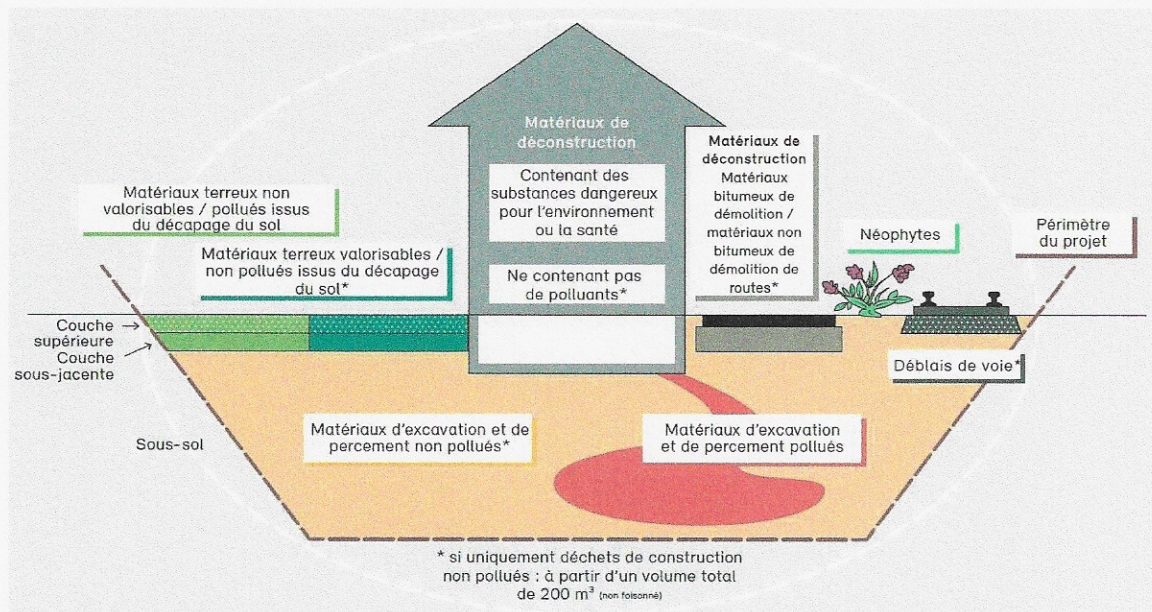 Matériaux de
déconstruction
Contenant des
substances dangereux
pour l'environnement
ou la santé
Ne contenant pas
de polluants*
Matériaux de
déconstruction
Matériaux
bitumeux de
démolition /
matériaux non
bitumeux de
démolition de
routes*
Matériaux terreux non
valorisables / pollués issus
du décapage du sol
Matériaux terreux valorisables /
non pollués issus du décapage
du sol*
Néophytes
Périmètre
du projet
Couche
supérieure
Couche
sous-jacente
Déblais de voie*
Sous-sol
Matériaux d'excavation et de
percement non pollués*
Matériaux d'excavation
et de percement pollués
* si uniquement déchets de construction
non pollués : à partir d'un volume total
de 200 m³ (non foisonné)